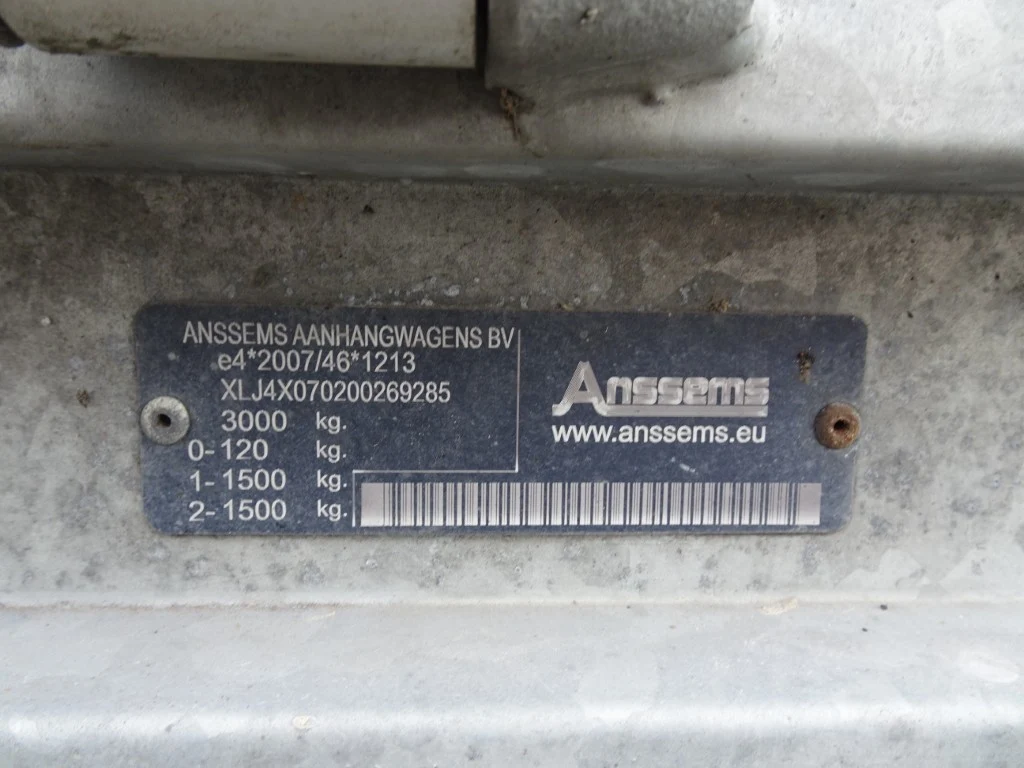 ANSSEMS AANHANGWAGENS BV
e4*2007/46*1213
XLJ4X070200269285
3000 kg.
0-120 kg.
1-1500 kg.
2-1500 kg.
Anssems
www.anssems.eu